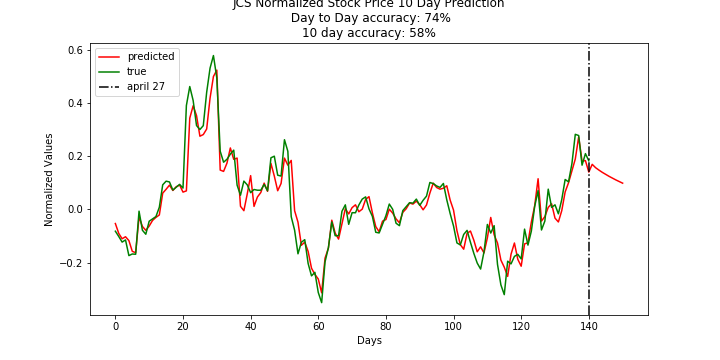 JCS Normalized Stock Price 10 Day Prediction
Day to Day accuracy: 74%
10 day accuracy: 58%
predicted
true
april 27
Normalized Values
0.6
0.4
0.2
0.0
−0.2
0 20 40 60 80 100 120 140
Days